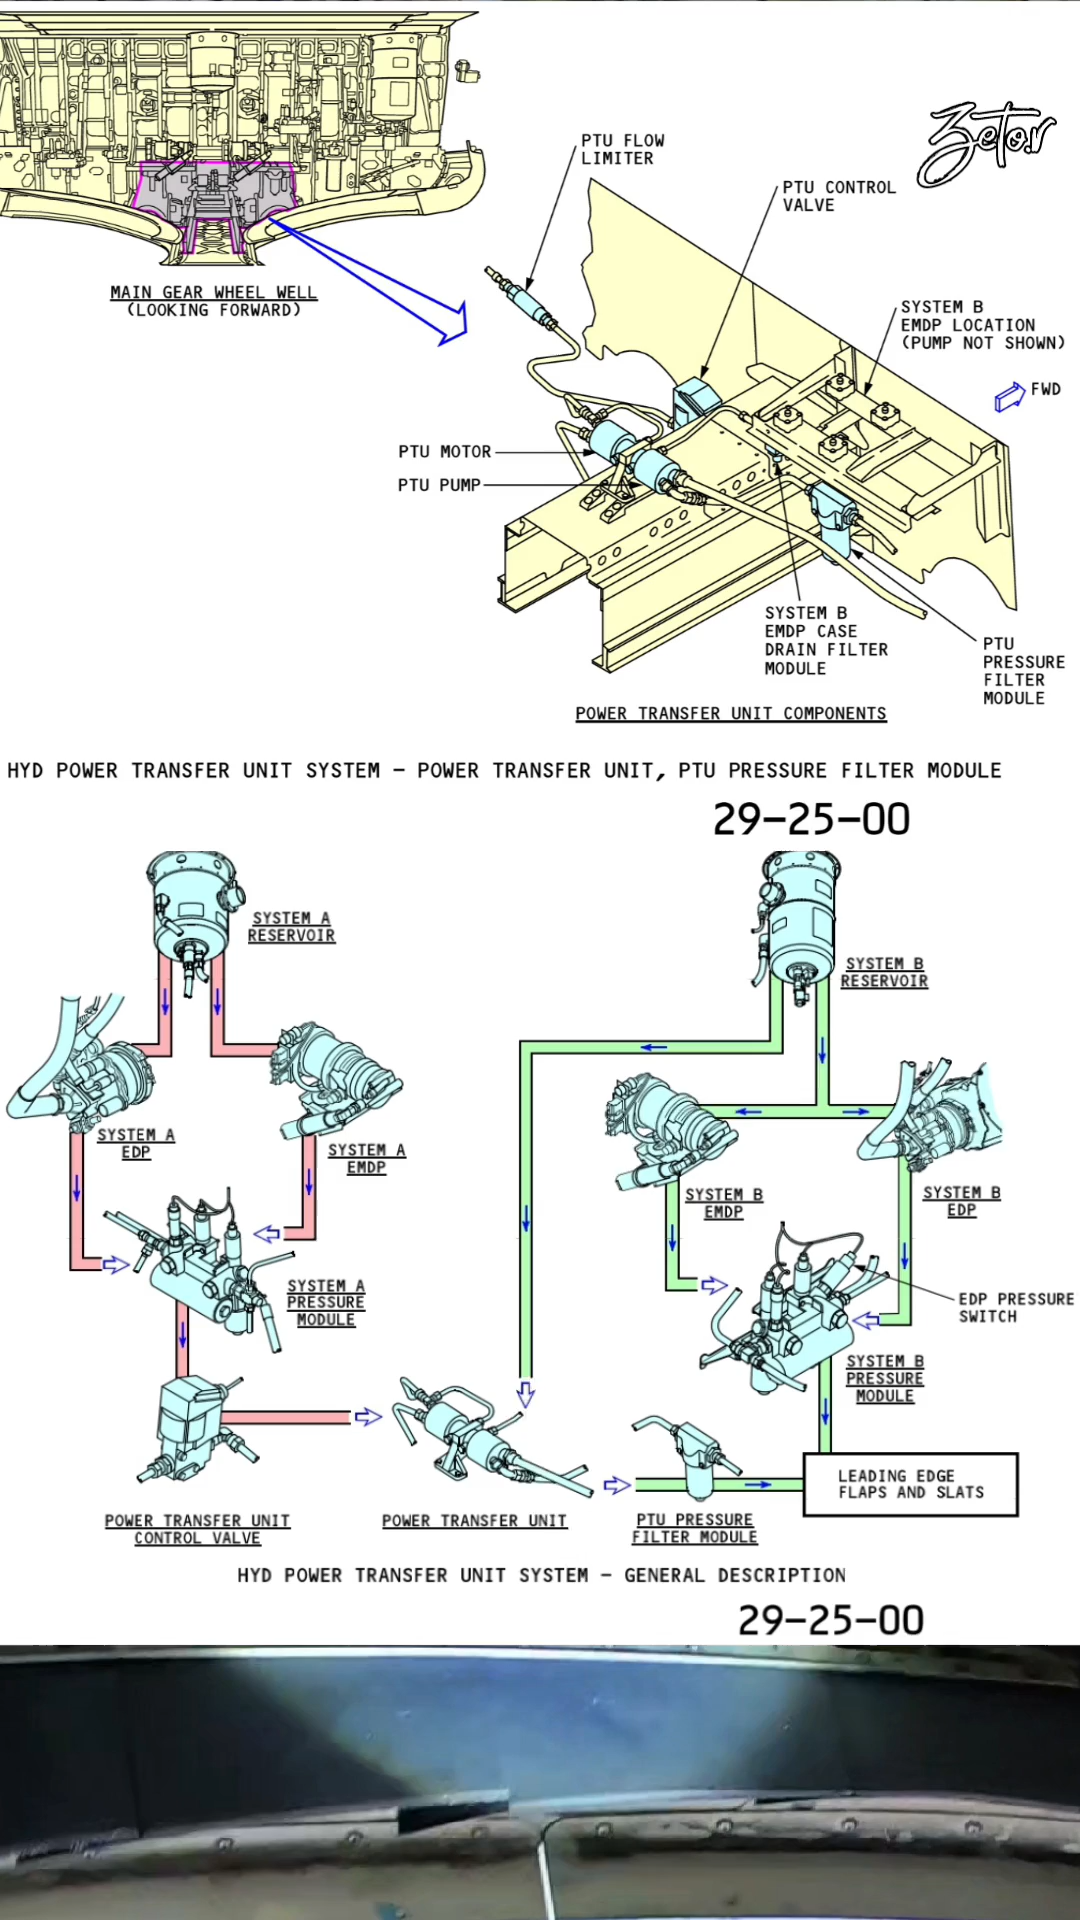 Zetor
PTU FLOW
LIMITER
PTU CONTROL
VALVE
MAIN GEAR WHEEL WELL
(LOOKING FORWARD)
SYSTEM B
EMDP LOCATION
(PUMP NOT SHOWN)
FWD
PTU MOTOR
PTU PUMP
SYSTEM B
EMDP CASE
DRAIN FILTER
MODULE
PTU
PRESSURE
FILTER
MODULE
POWER TRANSFER UNIT COMPONENTS
HYD POWER TRANSFER UNIT SYSTEM – POWER TRANSFER UNIT, PTU PRESSURE FILTER MODULE
29–25–00
SYSTEM A
RESERVOIR
SYSTEM B
RESERVOIR
SYSTEM A
EDP
SYSTEM A
EMDP
SYSTEM B
EMDP
SYSTEM B
EDP
SYSTEM A
PRESSURE
MODULE
EDP PRESSURE
SWITCH
SYSTEM B
PRESSURE
MODULE
LEADING EDGE
FLAPS AND SLATS
POWER TRANSFER UNIT
CONTROL VALVE
POWER TRANSFER UNIT
PTU PRESSURE
FILTER MODULE
HYD POWER TRANSFER UNIT SYSTEM – GENERAL DESCRIPTION
29–25–00